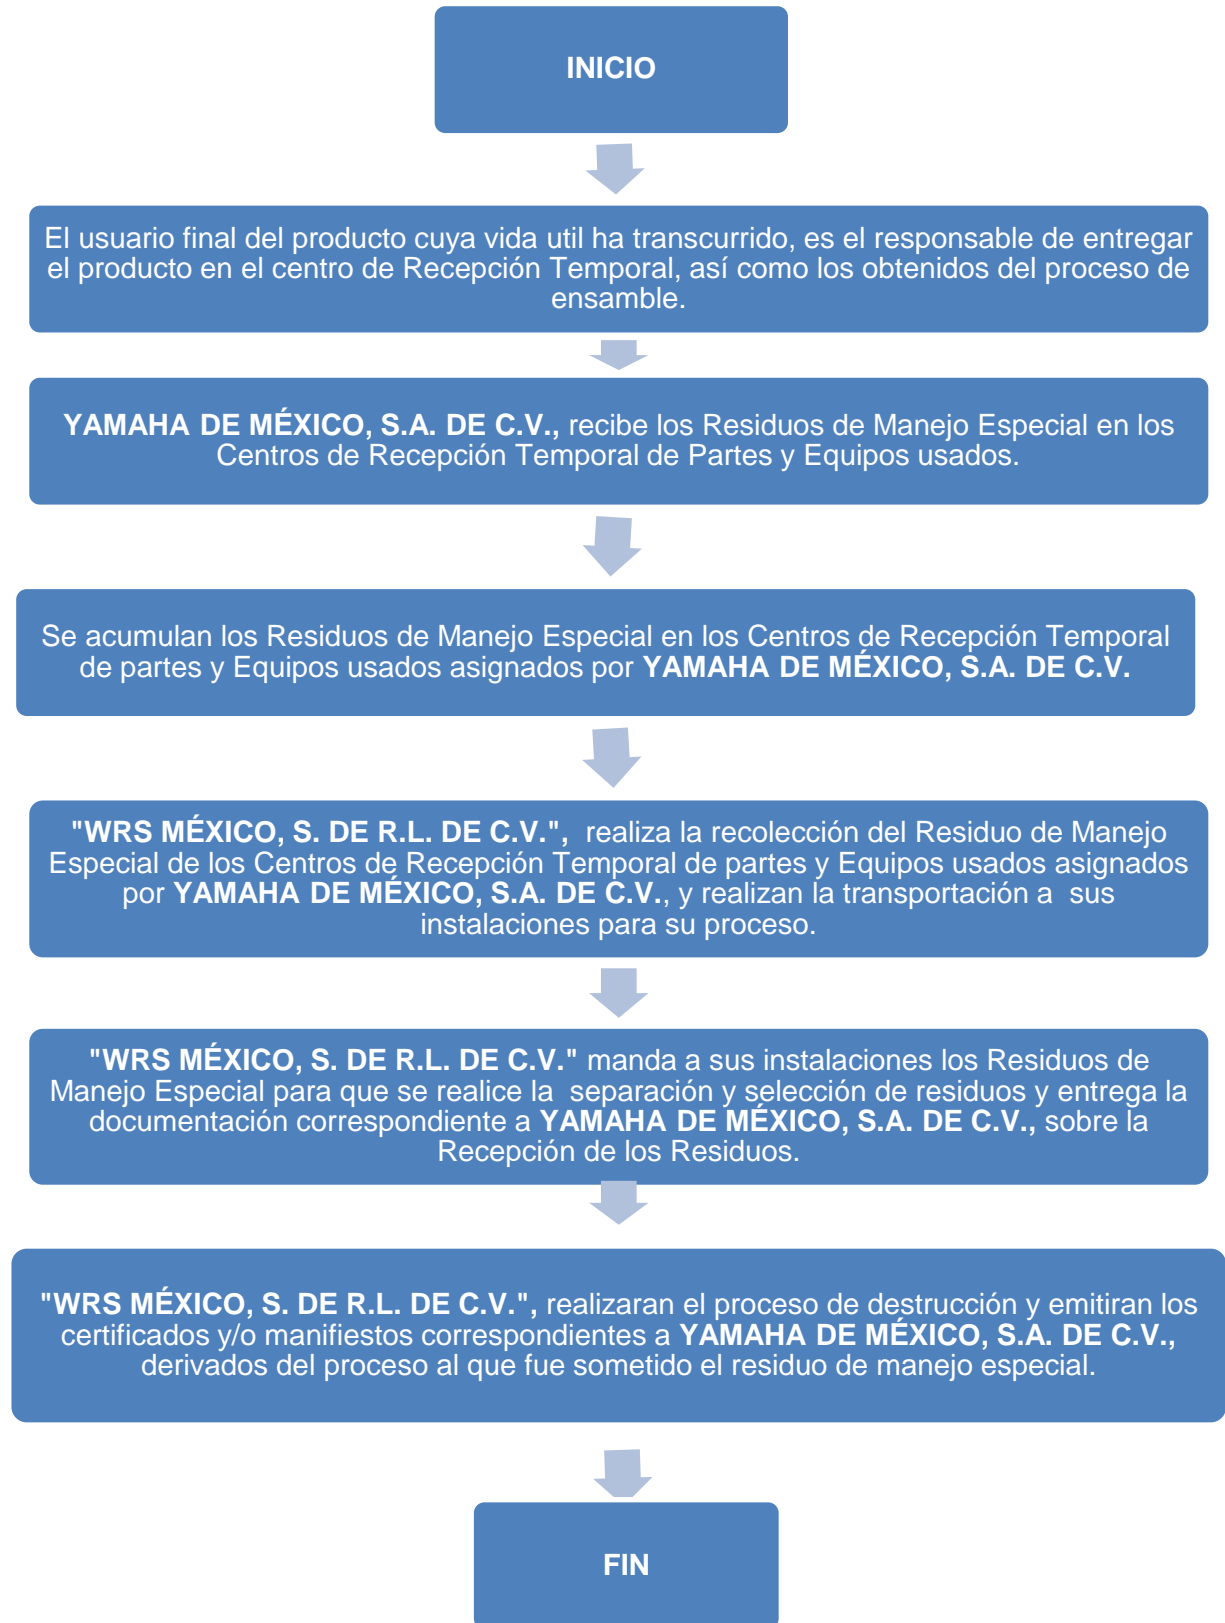 INICIO
El usuario final del producto cuya vida util ha transcurrido, es el responsable de entregar
el producto en el centro de Recepción Temporal, así como los obtenidos del proceso de
ensamble.
YAMAHA DE MÉXICO, S.A. DE C.V., recibe los Residuos de Manejo Especial en los
Centros de Recepción Temporal de Partes y Equipos usados.
Se acumulan los Residuos de Manejo Especial en los Centros de Recepción Temporal
de partes y Equipos usados asignados por YAMAHA DE MÉXICO, S.A. DE C.V.
"WRS MÉXICO, S. DE R.L. DE C.V.", realiza la recolección del Residuo de Manejo
Especial de los Centros de Recepción Temporal de partes y Equipos usados asignados
por YAMAHA DE MÉXICO, S.A. DE C.V., y realizan la transportación a sus
instalaciones para su proceso.
"WRS MÉXICO, S. DE R.L. DE C.V." manda a sus instalaciones los Residuos de
Manejo Especial para que se realice la separación y selección de residuos y entrega la
documentación correspondiente a YAMAHA DE MÉXICO, S.A. DE C.V., sobre la
Recepción de los Residuos.
"WRS MÉXICO, S. DE R.L. DE C.V.", realizaran el proceso de destrucción y emitiran los
certificados y/o manifiestos correspondientes a YAMAHA DE MÉXICO, S.A. DE C.V.,
derivados del proceso al que fue sometido el residuo de manejo especial.
FIN